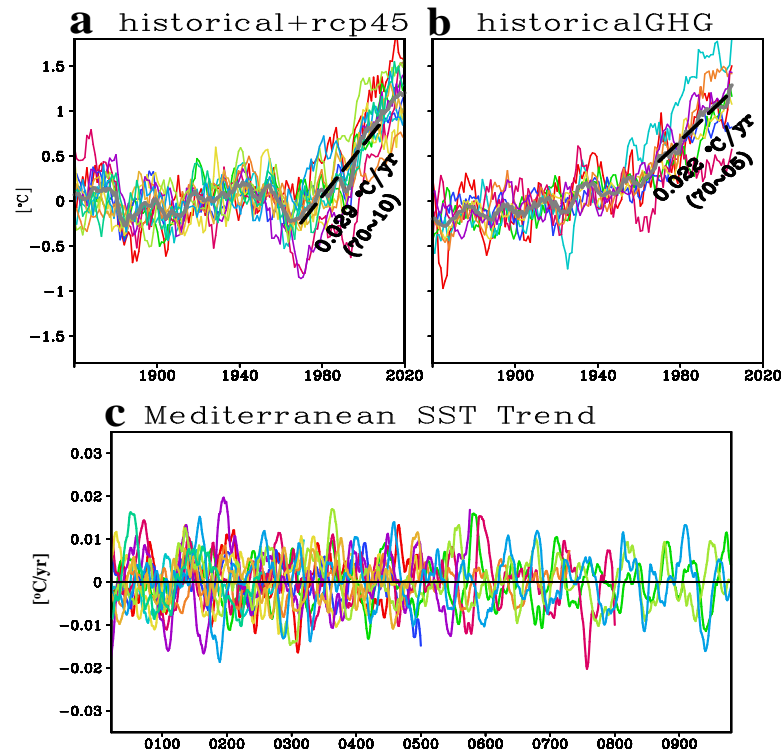 a historical+rcp45
b historicalGHG
[℃]
1.5
1
0.5
0
−0.5
−1
−1.5
0.029 ℃/yr
(70~10)
0.022 ℃/yr
(70~05)
1900 1940 1980 2020
1900 1940 1980 2020
c Mediterranean SST Trend
[ºC/yr]
0.03
0.02
0.01
0
−0.01
−0.02
−0.03
0100 0200 0300 0400 0500 0600 0700 0800 0900